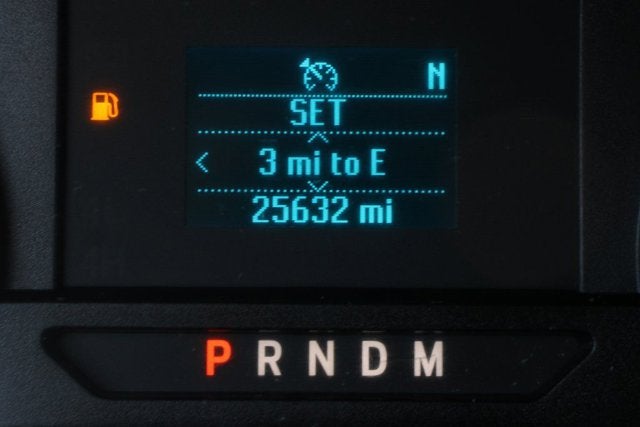 N
SET
< 3 mi to E
25632 mi
P R N D M